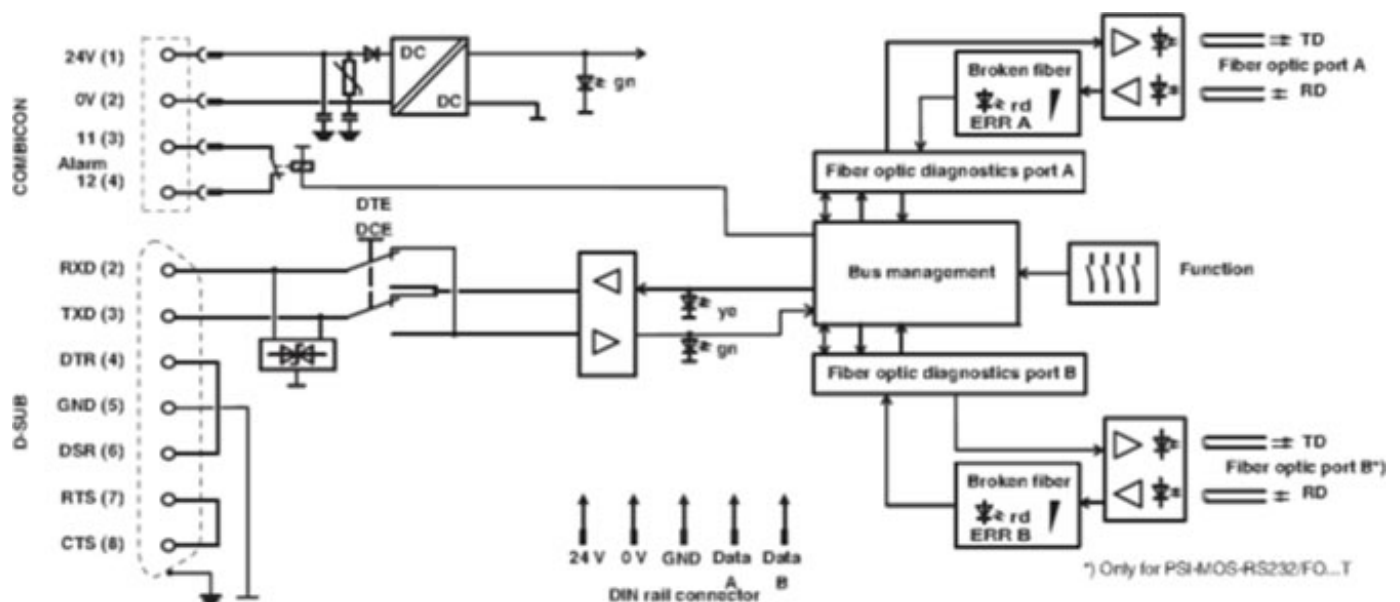 COMBICON
24V (1)
0V (2)
11 (3)
Alarm
12 (4)
DC
DC
gn
D-SUB
RXD (2)
TXD (3)
DTR (4)
GND (5)
DSR (6)
RTS (7)
CTS (8)
DTE
DCE
ye
gn
24 V
0 V
GND
Data
A
Data
B
DIN rail connector
Broken fiber
rd
ERR A
TD
Fiber optic port A
RD
Fiber optic diagnostics port A
Bus management
Function
Fiber optic diagnostics port B
Broken fiber
rd
ERR B
TD
Fiber optic port B*)
RD
*) Only for PSI-MOS-RS232/FO...T